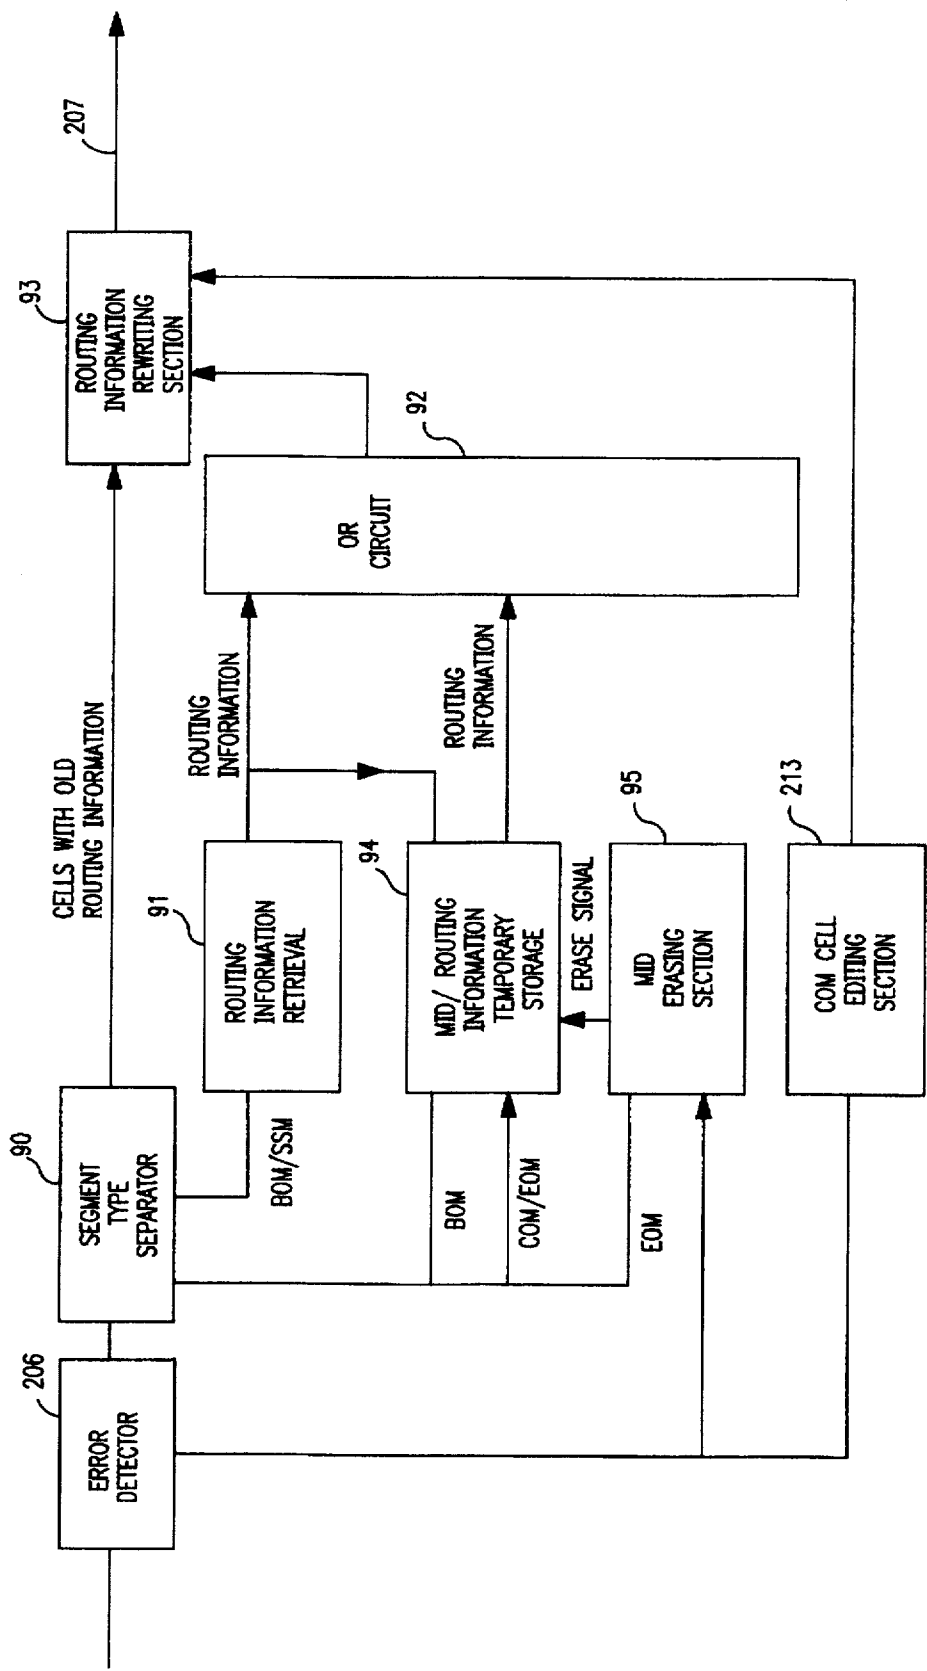 206
ERROR
DETECTOR
90
SEGMENT
TYPE
SEPARATOR
CELLS WITH OLD
ROUTING INFORMATION
93
ROUTING
INFORMATION
REWRITING
SECTION
207
BOM/SSM
91
ROUTING
INFORMATION
RETRIEVAL
ROUTING
INFORMATION
OR
CIRCUIT
92
BOM
COM/EOM
94
MID/ ROUTING
INFORMATION
TEMPORARY
STORAGE
ROUTING
INFORMATION
ERASE SIGNAL
EOM
95
MID
ERASING
SECTION
213
COM CELL
EDITING
SECTION